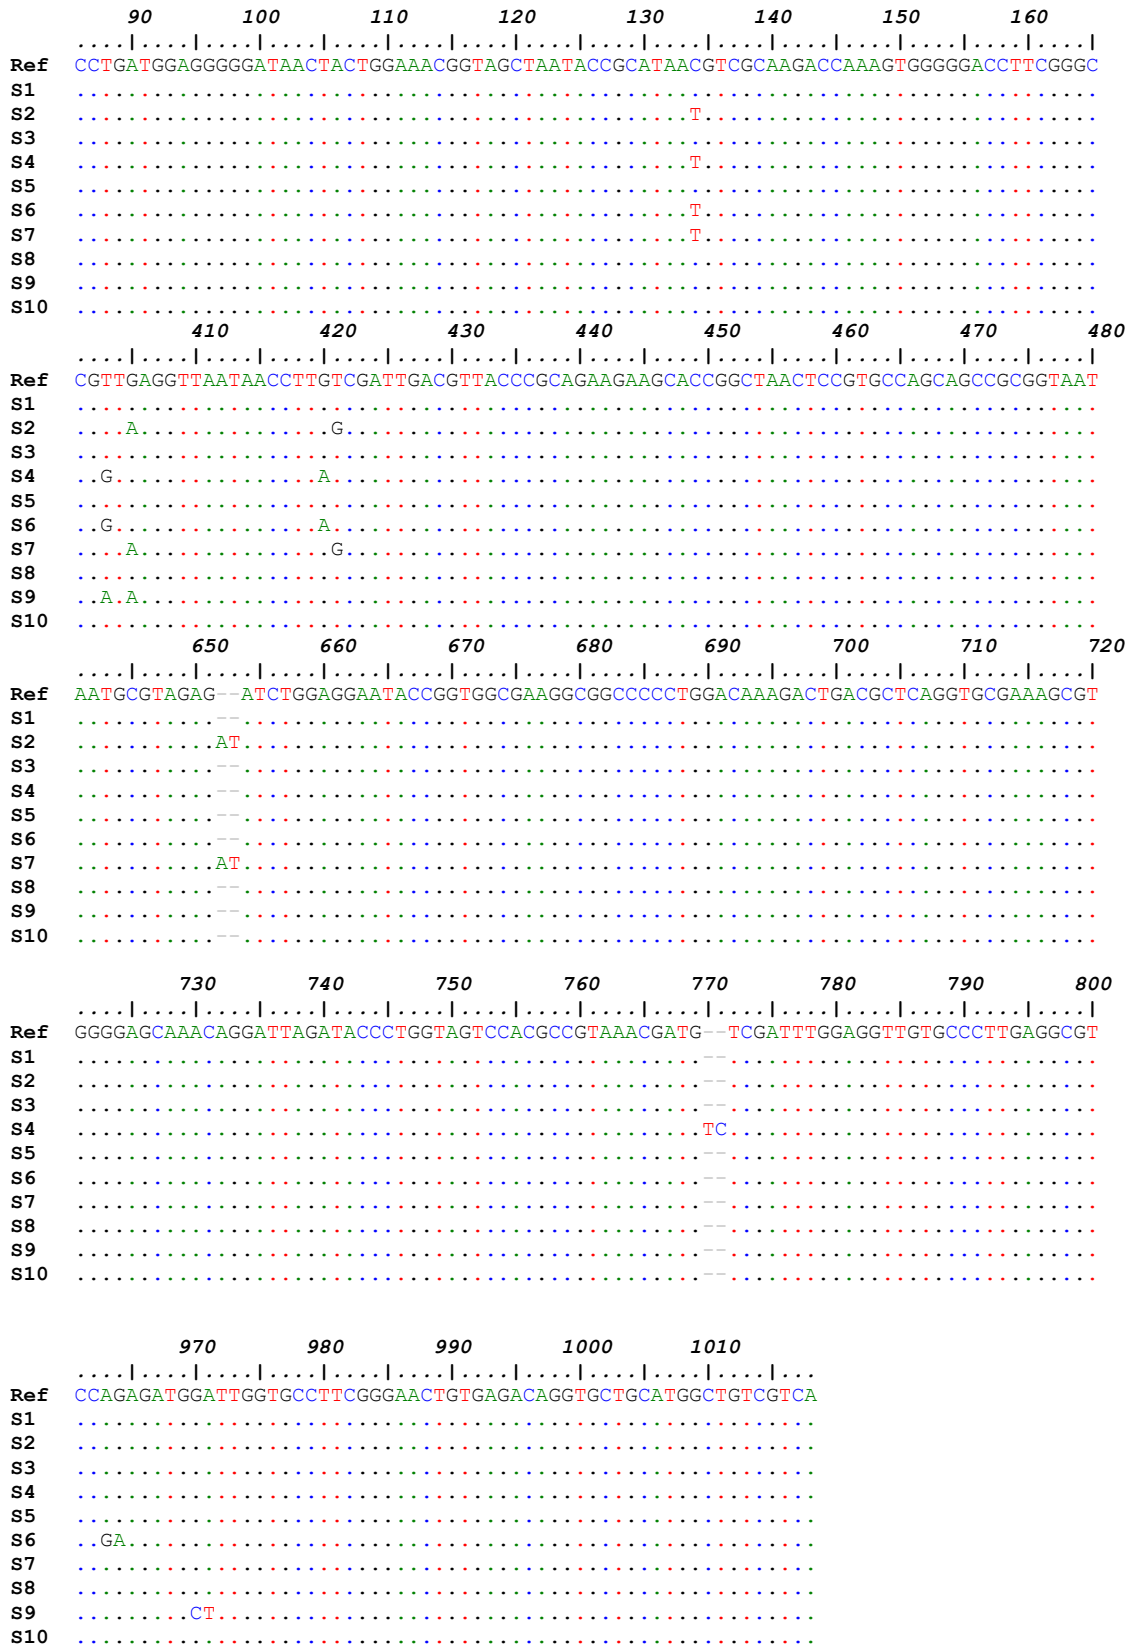 90 100 110 120 130 140 150 160
....|....|....|....|....|....|....|....|....|....|....|....|....|....|....|....|
Ref CCTGATGGAGGGGGATAACTACTGGAAACGGTAGCTAATACCGCATAACGTCGCAAGACCAAAGTGGGGGACCTTCGGGC
S1 ................................................................................
S2 ................................................T...............................
S3 ................................................................................
S4 ................................................T...............................
S5 ................................................................................
S6 ................................................T...............................
S7 ................................................T...............................
S8 ................................................................................
S9 ................................................................................
S10 ................................................................................
410 420 430 440 450 460 470 480
....|....|....|....|....|....|....|....|....|....|....|....|....|....|....|....|
Ref CGTTGAGGTTAATAACCTTGTCGATTGACGTTACCCGCAGAAGAAGCACCGGCTAACTCCGTGCCAGCAGCCGCGGTAAT
S1 ................................................................................
S2 ....A...............G...........................................................
S3 ................................................................................
S4 ..G................A............................................................
S5 ................................................................................
S6 ..G................A............................................................
S7 ....A...............G...........................................................
S8 ................................................................................
S9 ..A.A...........................................................................
S10 ................................................................................
650 660 670 680 690 700 710 720
....|....|....|....|....|....|....|....|....|....|....|....|....|....|....|....|
Ref AATGCGTAGAG--ATCTGGAGGAATACCGGTGGCGAAGGCGGCCCCCTGGACAAAGACTGACGCTCAGGTGCGAAAGCGT
S1 ...........--...................................................................
S2 ...........AT...................................................................
S3 ...........--...................................................................
S4 ...........--...................................................................
S5 ...........--...................................................................
S6 ...........--...................................................................
S7 ...........AT...................................................................
S8 ...........--...................................................................
S9 ...........--...................................................................
S10 ...........--...................................................................
730 740 750 760 770 780 790 800
....|....|....|....|....|....|....|....|....|....|....|....|....|....|....|....|
Ref GGGGAGCAAACAGGATTAGATACCCTGGTAGTCCACGCCGTAAACGATG--TCGATTTGGAGGTTGTGCCCTTGAGGCGT
S1 .................................................--.............................
S2 .................................................--.............................
S3 .................................................--.............................
S4 .................................................TC.............................
S5 .................................................--.............................
S6 .................................................--.............................
S7 .................................................--.............................
S8 .................................................--.............................
S9 .................................................--.............................
S10 .................................................--.............................
970 980 990 1000 1010
....|....|....|....|....|....|....|....|....|....|....|...
Ref CCAGAGATGGATTGGTGCCTTCGGGAACTGTGAGACAGGTGCTGCATGGCTGTCGTCA
S1 ..........................................................
S2 ..........................................................
S3 ..........................................................
S4 ..........................................................
S5 ..........................................................
S6 ..GA......................................................
S7 ..........................................................
S8 ..........................................................
S9 .........CT...............................................
S10 ..........................................................